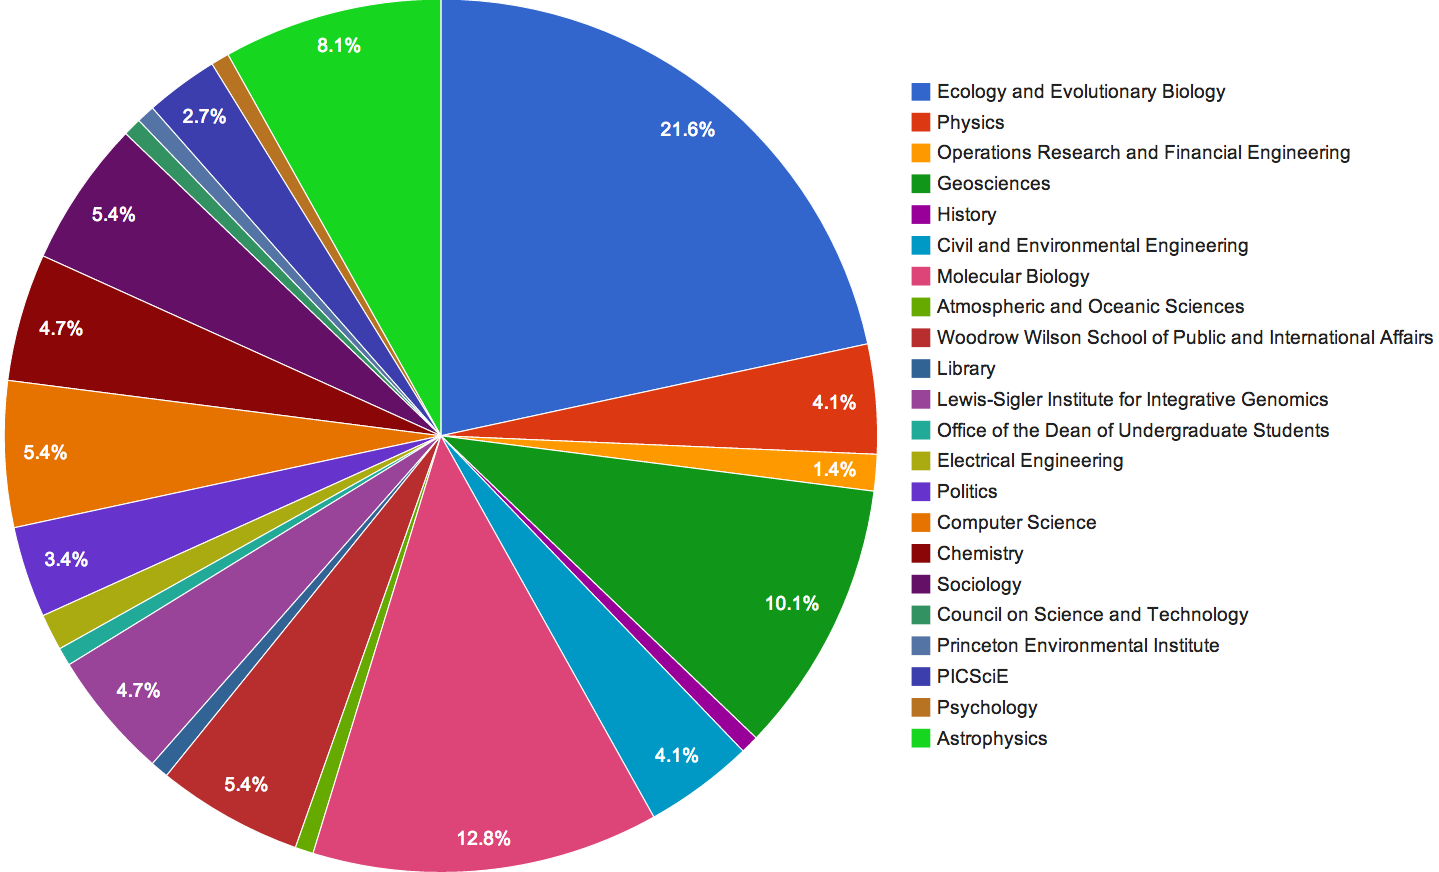 8.1%
21.6%
2.7%
5.4%
4.7%
4.1%
5.4%
1.4%
3.4%
10.1%
4.7%
4.1%
5.4%
12.8%
Ecology and Evolutionary Biology
Physics
Operations Research and Financial Engineering
Geosciences
History
Civil and Environmental Engineering
Molecular Biology
Atmospheric and Oceanic Sciences
Woodrow Wilson School of Public and International Affairs
Library
Lewis-Sigler Institute for Integrative Genomics
Office of the Dean of Undergraduate Students
Electrical Engineering
Politics
Computer Science
Chemistry
Sociology
Council on Science and Technology
Princeton Environmental Institute
PICSciE
Psychology
Astrophysics